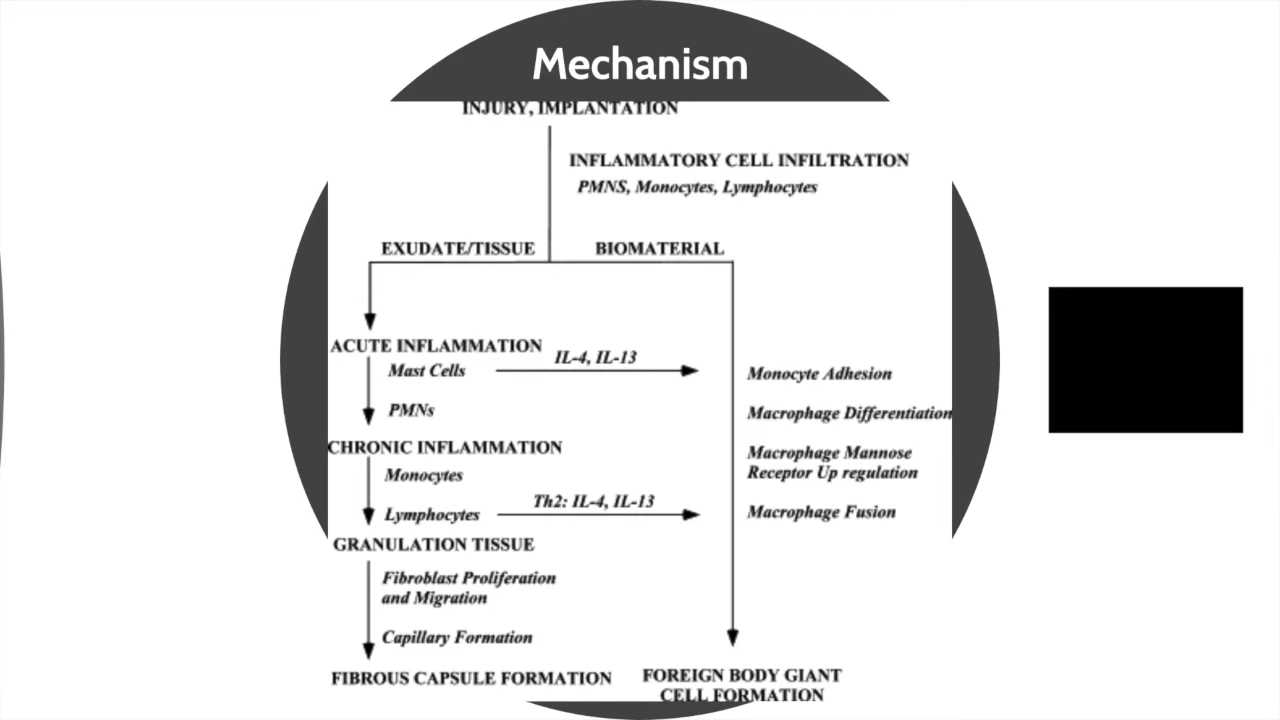 Mechanism
INJURY, IMPLANTATION
INFLAMMATORY CELL INFILTRATION
PMNS, Monocytes, Lymphocytes
EXUDATE/TISSUE
BIOMATERIAL
ACUTE INFLAMMATION
Mast Cells
IL-4, IL-13
PMNs
CHRONIC INFLAMMATION
Monocytes
Lymphocytes
Th2: IL-4, IL-13
GRANULATION TISSUE
Fibroblast Proliferation
and Migration
Capillary Formation
FIBROUS CAPSULE FORMATION
Monocyte Adhesion
Macrophage Differentiation
Macrophage Mannose
Receptor Up regulation
Macrophage Fusion
FOREIGN BODY GIANT
CELL FORMATION